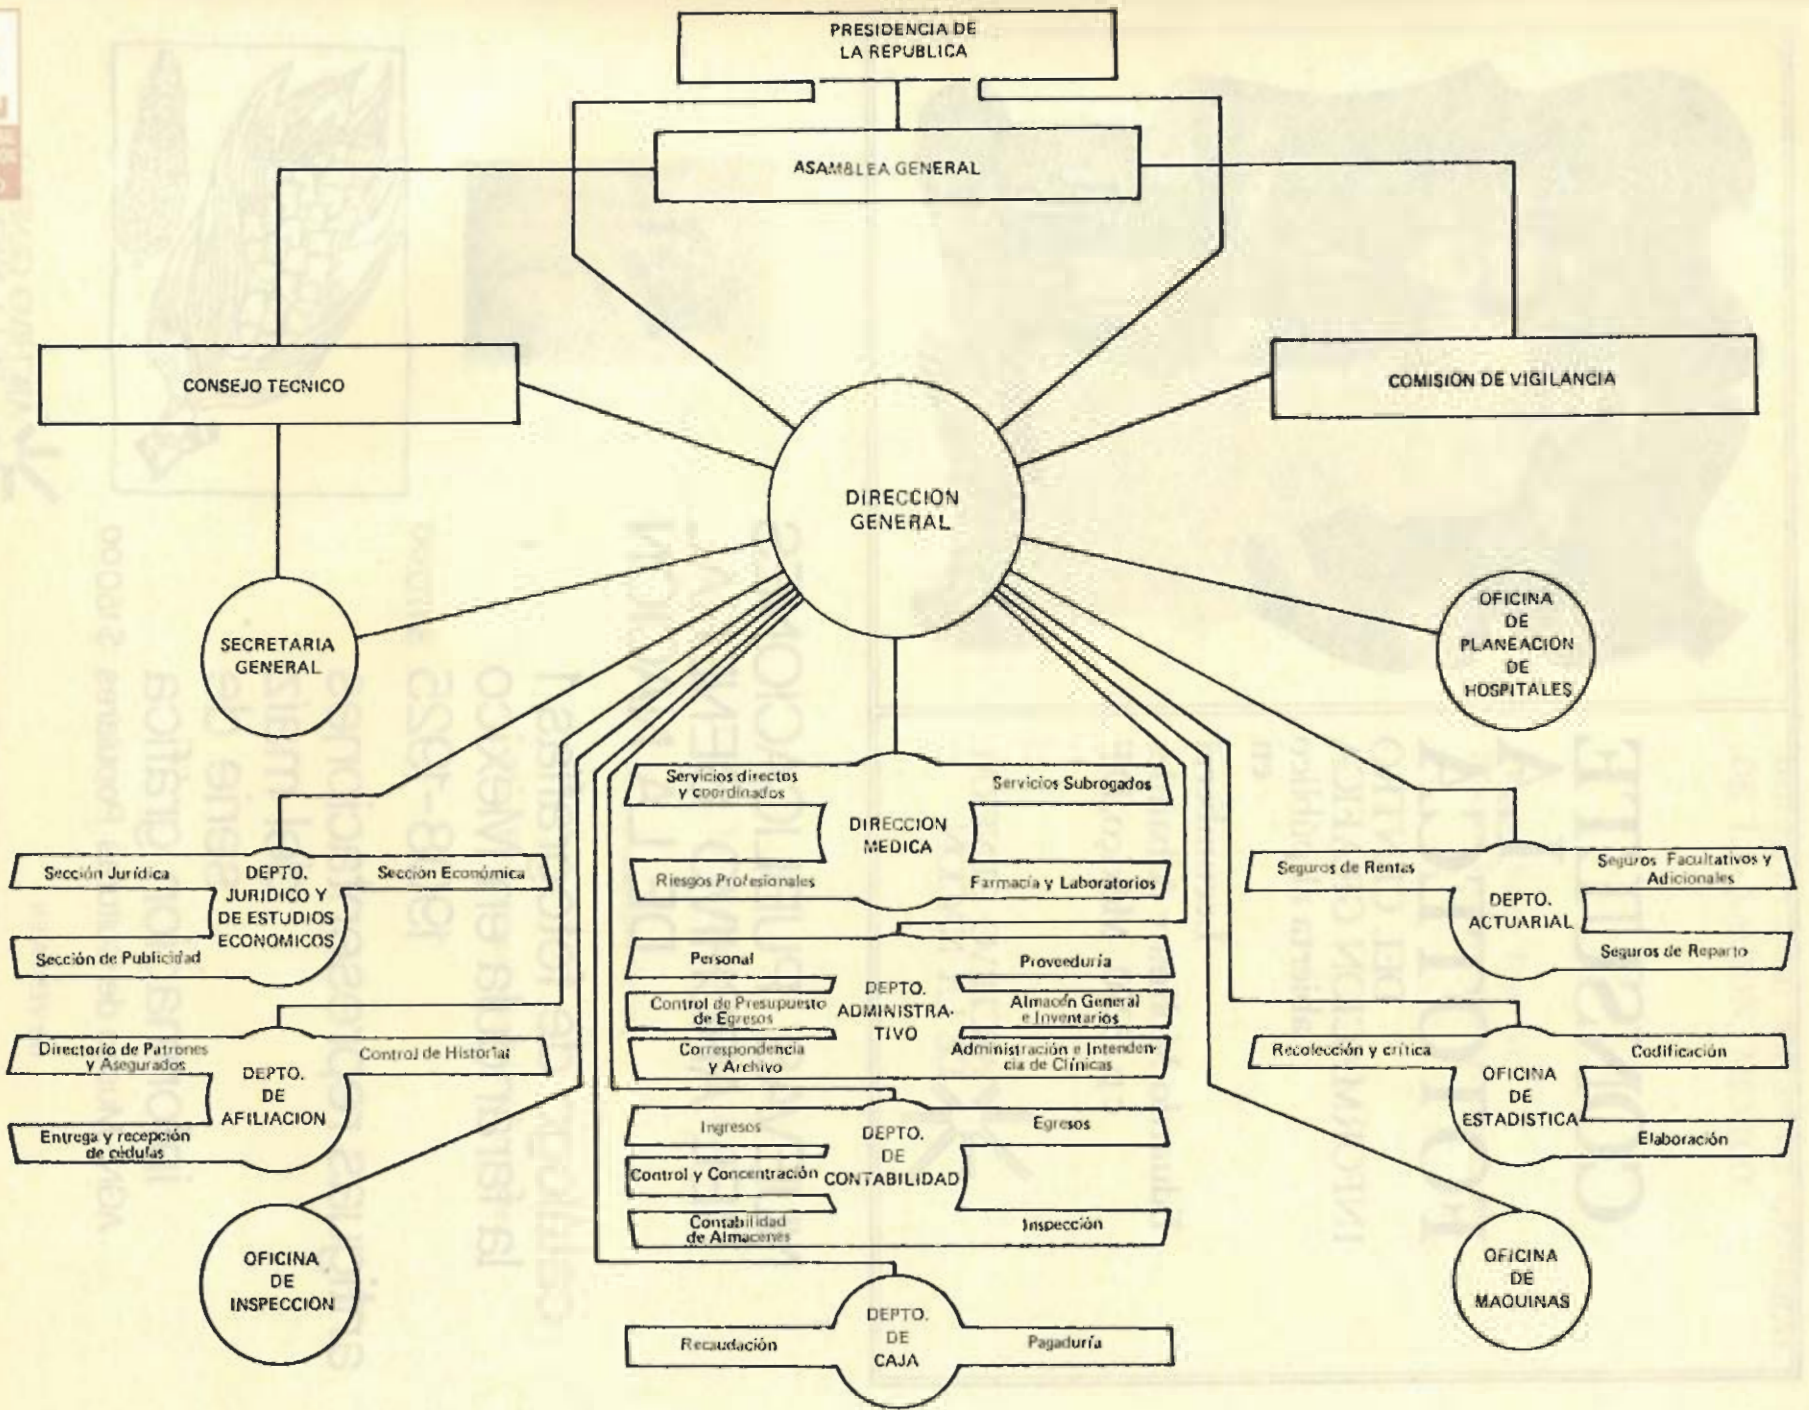 PRESIDENCIA DE
LA REPUBLICA
ASAMBLEA GENERAL
CONSEJO TECNICO
COMISION DE VIGILANCIA
DIRECCION
GENERAL
SECRETARIA
GENERAL
OFICINA
DE
PLANEACION
DE
HOSPITALES
Servicios directos
y coordinados
Servicios Subrogados
DIRECCION
MEDICA
Riesgos Profesionales
Farmacia y Laboratorios
Sección Jurídica
DEPTO.
JURIDICO Y
DE ESTUDIOS
ECONOMICOS
Sección Económica
Sección de Publicidad
Seguros de Rentas
Seguros Facultativos y
Adicionales
DEPTO.
ACTUARIAL
Seguros de Reparto
Personal
Proveeduría
Control de Presupuesto
de Egresos
DEPTO.
ADMINISTRA-
TIVO
Almacén General
e Inventarios
Correspondencia
y Archivo
Administración e Intenden-
cia de Clínicas
Directorio de Patrones
y Asegurados
DEPTO.
DE
AFILIACION
Control de Historial
Entrega y recepción
de cédulas
Recolección y crítica
Codificación
OFICINA
DE
ESTADISTICA
Elaboración
Ingresos
Egresos
DEPTO.
DE
CONTABILIDAD
Control y Concentración
Contabilidad
de Almacenes
Inspección
OFICINA
DE
INSPECCION
OFICINA
DE
MAQUINAS
Recaudación
DEPTO.
DE
CAJA
Pagaduría